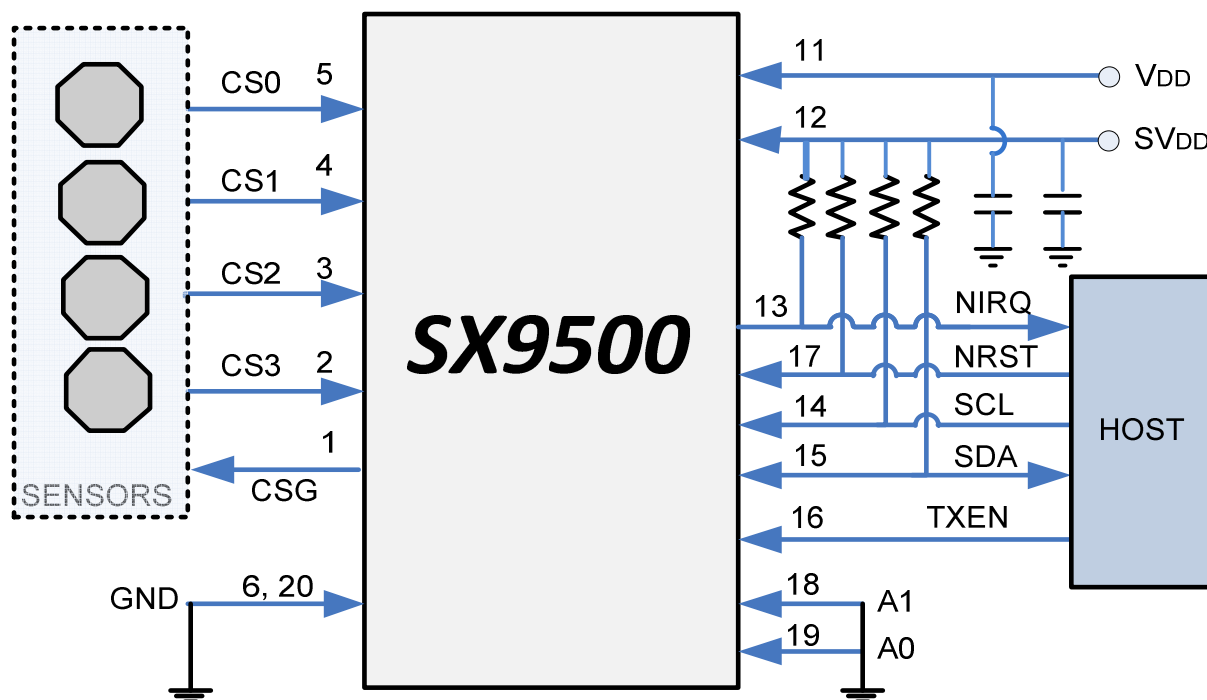 CS0 5
CS1 4
CS2 3
CS3 2
1
CSG
SENSORS
GND 6, 20
SX9500
11 VDD
12 SVDD
13 NIRQ
17 NRST
14 SCL
15 SDA
16 TXEN
HOST
18 A1
19 A0